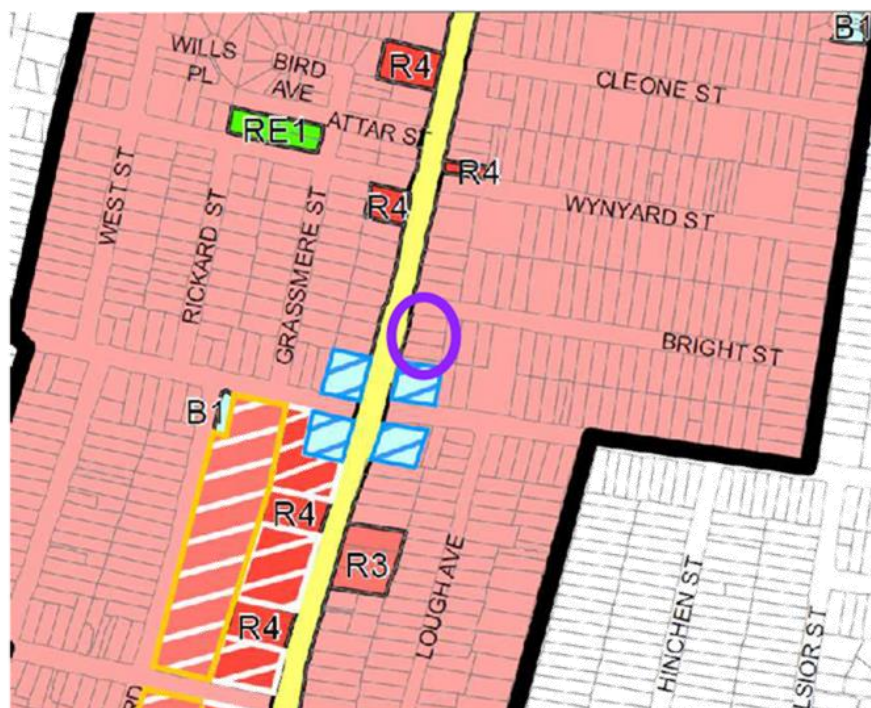 B1
WILLS
PL
BIRD
AVE
R4
CLEONE ST
RE1
ATTAR ST
R4
R4
WYNYARD ST
WEST ST
RICKARD ST
GRASSMERE ST
BRIGHT ST
B1
R4
R3
R4
LOUGH AVE
HINCHEN ST
LSIOR ST
RD